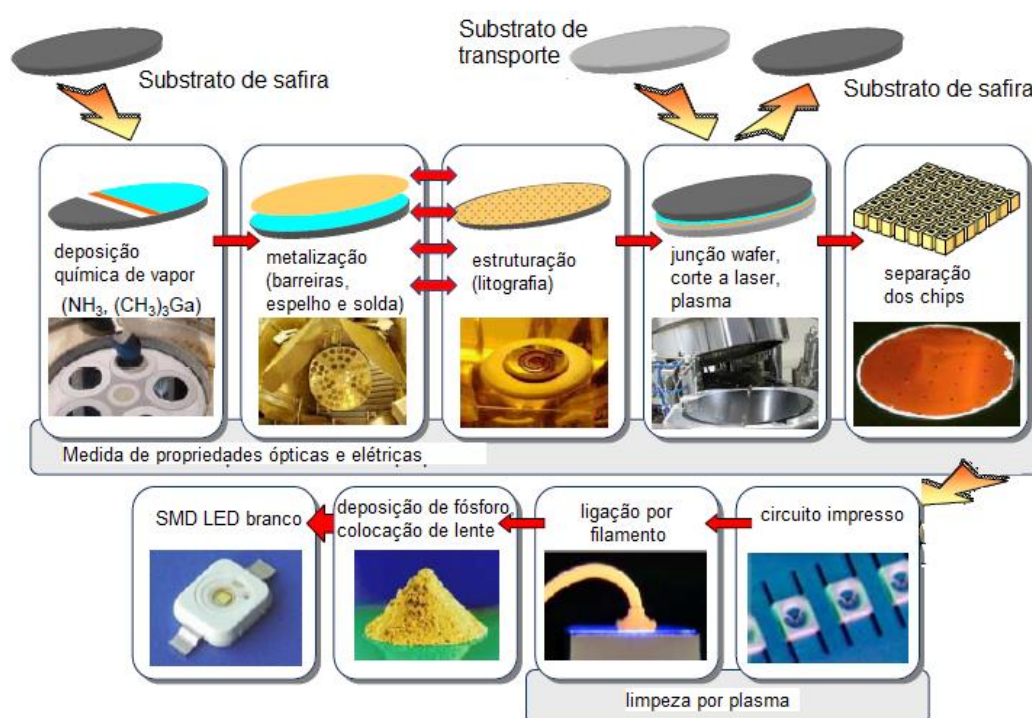 Substrato de safira
Substrato de
transporte
Substrato de safira
deposição
química de vapor
(NH₃, (CH₃)₃Ga)
metalização
(barreiras,
espelho e solda)
estruturação
(litografia)
junção wafer,
corte a laser,
plasma
separação
dos chips
Medida de propriedades ópticas e elétricas
SMD LED branco
deposição de fósforo,
colocação de lente
ligação por
filamento
circuito impresso
limpeza por plasma